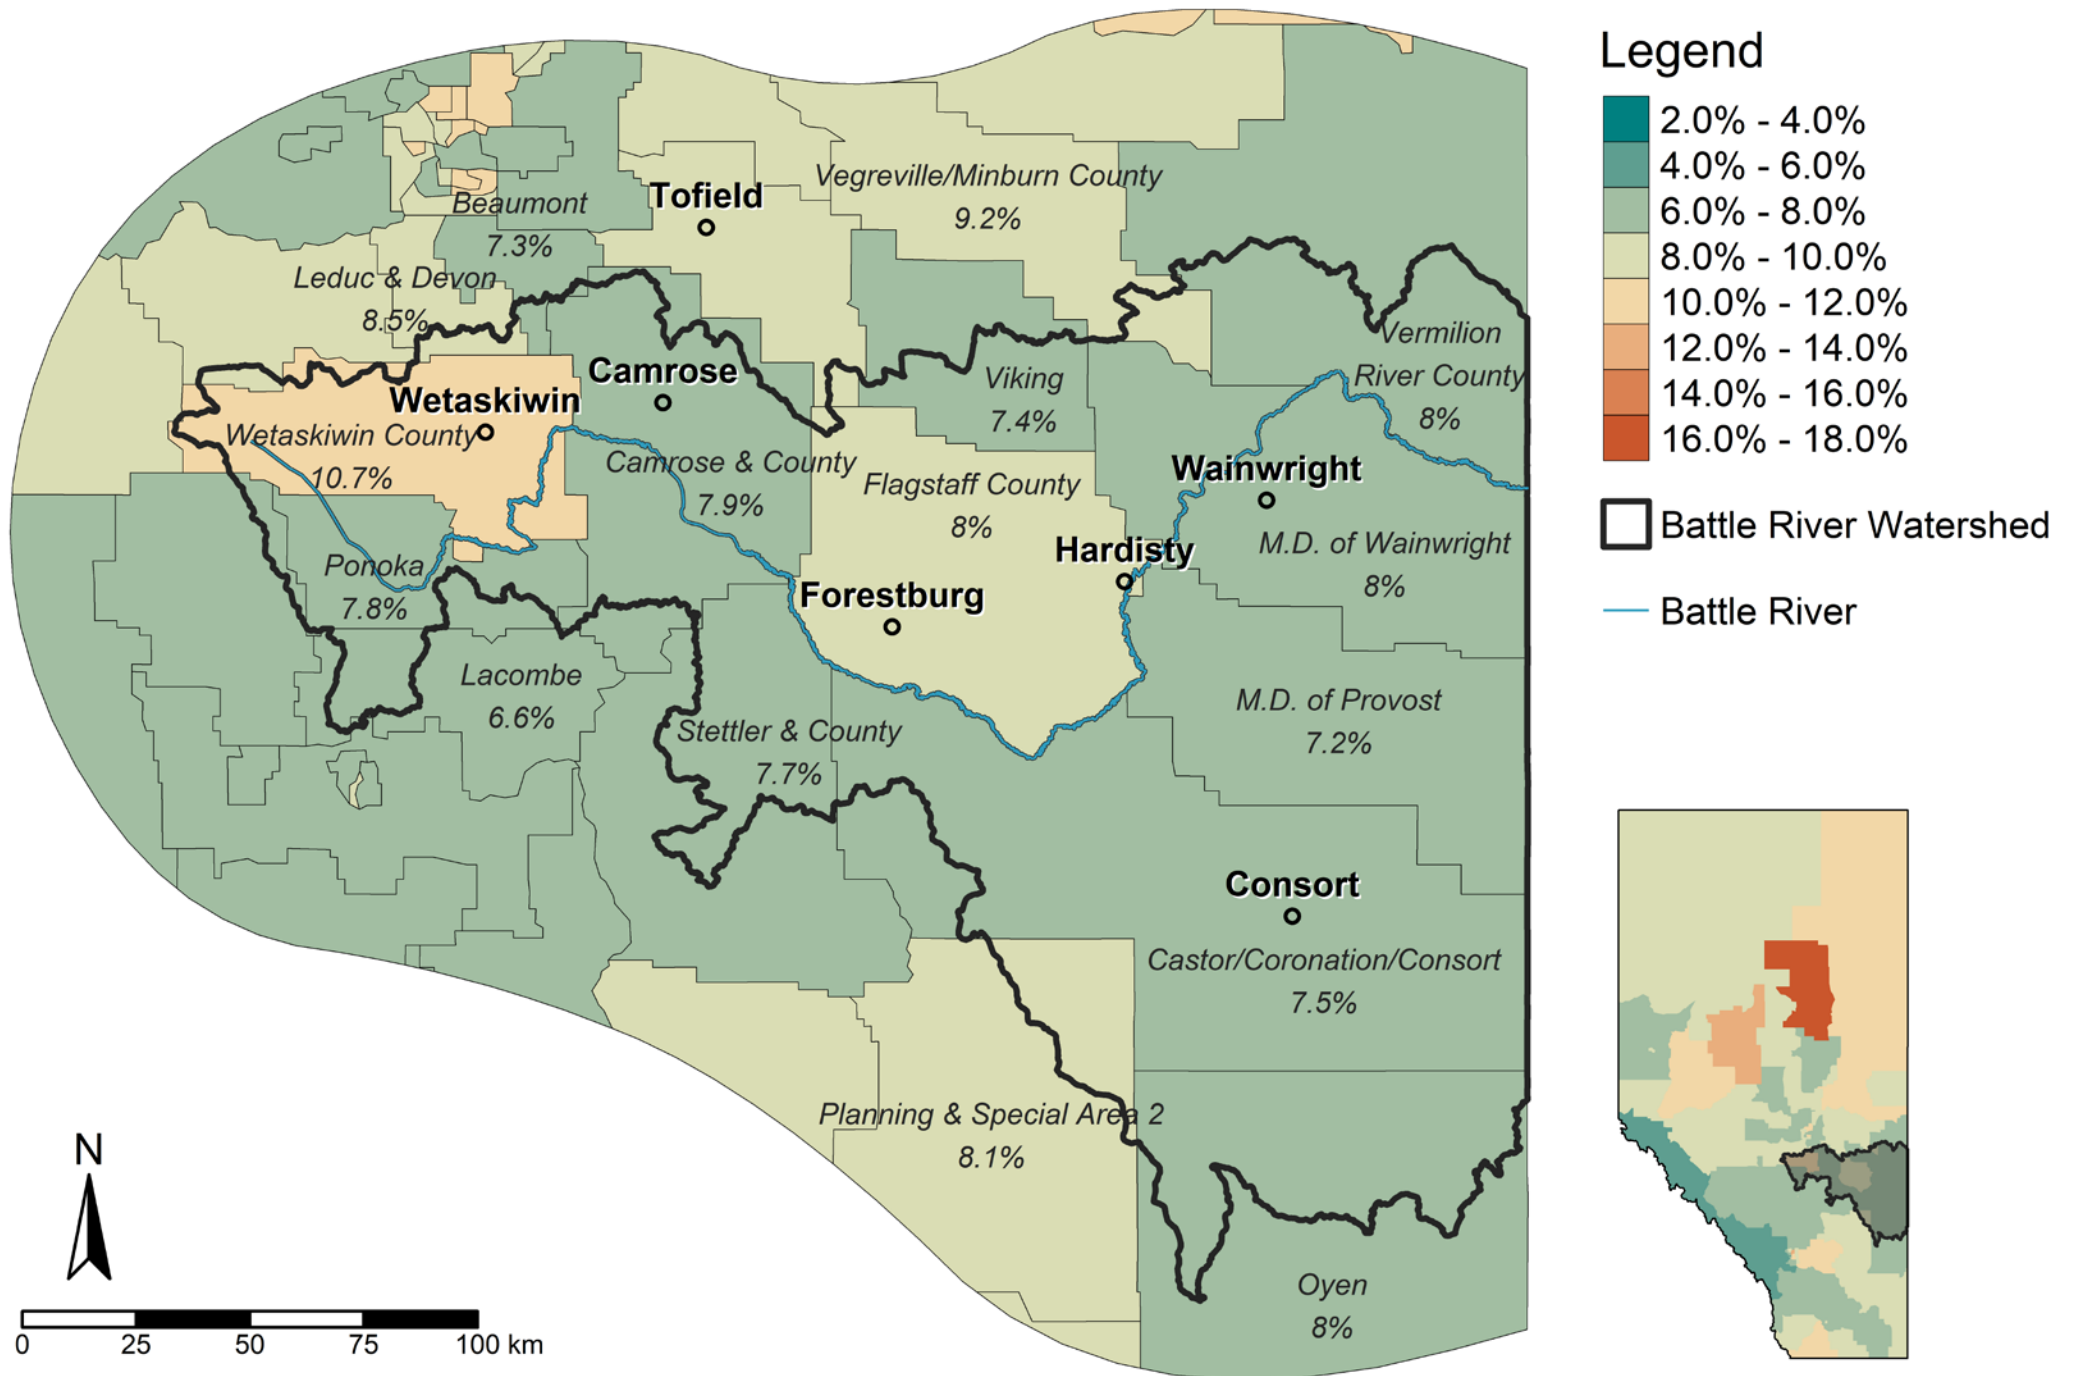 Legend
2.0% - 4.0%
4.0% - 6.0%
6.0% - 8.0%
8.0% - 10.0%
10.0% - 12.0%
12.0% - 14.0%
14.0% - 16.0%
16.0% - 18.0%
Battle River Watershed
Battle River
Vegreville/Minburn County
9.2%
Tofield
Beaumont
7.3%
Leduc & Devon
8.5%
Vermilion
River County
8%
Camrose
Viking
7.4%
Wetaskiwin
Wetaskiwin County
10.7%
Camrose & County
7.9%
Flagstaff County
8%
Wainwright
M.D. of Wainwright
8%
Hardisty
Ponoka
7.8%
Forestburg
Lacombe
6.6%
Stettler & County
7.7%
M.D. of Provost
7.2%
Consort
Castor/Coronation/Consort
7.5%
Planning & Special Area 2
8.1%
Oyen
8%
N
0 25 50 75 100 km